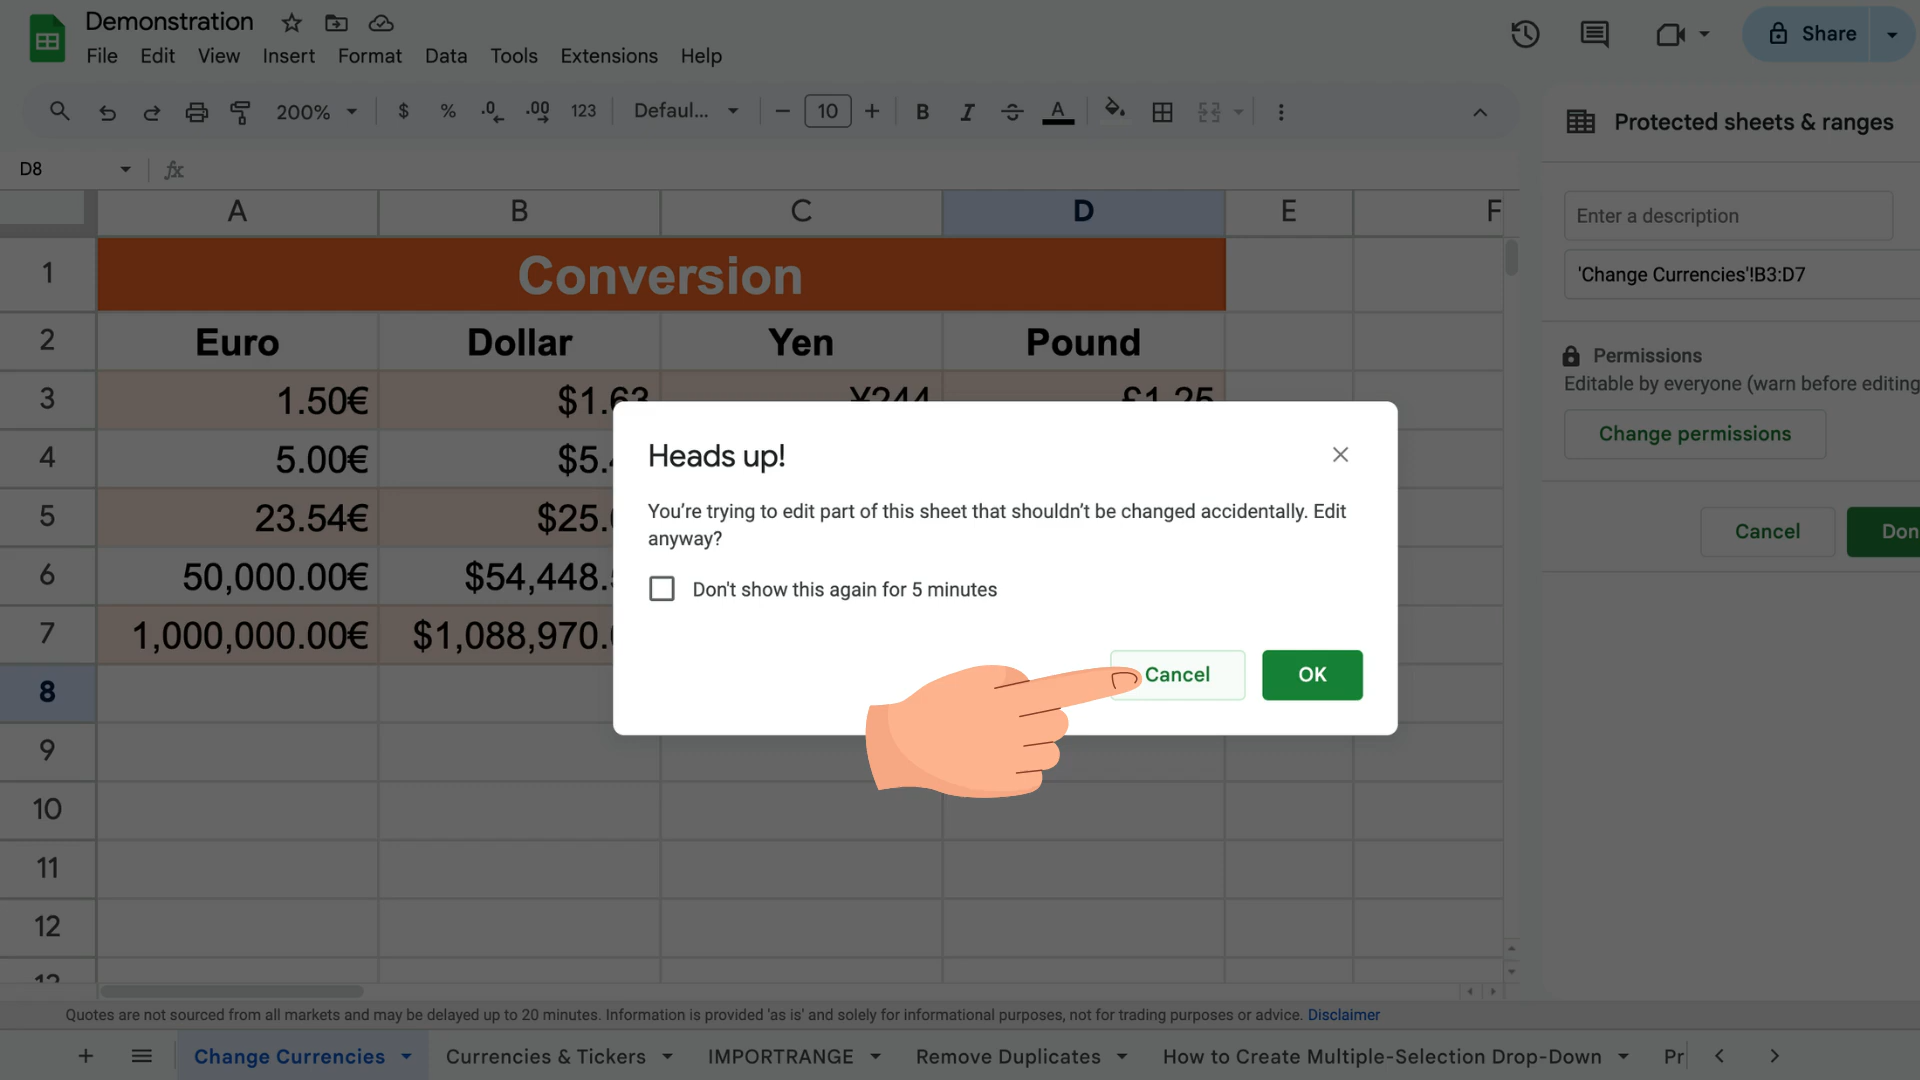 Demonstration
File Edit View Insert Format Data Tools Extensions Help
Share
200% $ % .0 .00 123 Defaul... 10 B I A
Protected sheets & ranges
D8 fx
A B C D E F
Enter a description
1 Conversion
'Change Currencies'!B3:D7
2 Euro Dollar Yen Pound
Permissions
Editable by everyone (warn before editing
3 1.50€ $1.63 ¥244 £1.25
Change permissions
Heads up!
4 5.00€ $5.
You're trying to edit part of this sheet that shouldn't be changed accidentally. Edit
anyway?
5 23.54€ $25.
Cancel Don
6 50,000.00€ $54,448.
Don't show this again for 5 minutes
7 1,000,000.00€ $1,088,970.
Cancel OK
8
9
10
11
12
Quotes are not sourced from all markets and may be delayed up to 20 minutes. Information is provided 'as is' and solely for informational purposes, not for trading purposes or advice. Disclaimer
Change Currencies Currencies & Tickers IMPORTRANGE Remove Duplicates How to Create Multiple-Selection Drop-Down Pr